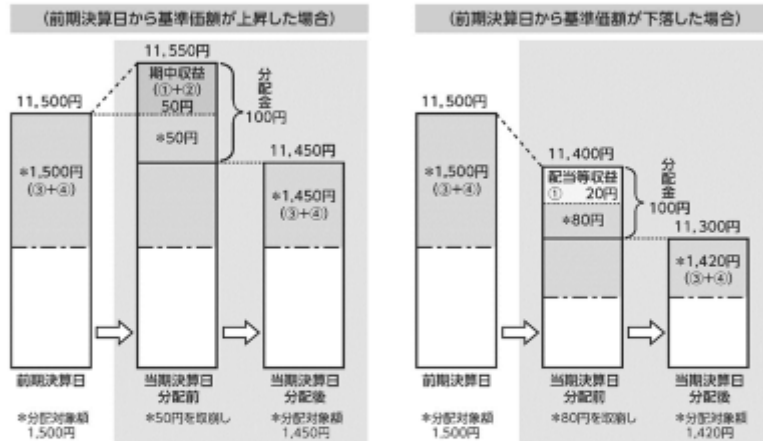 (前期決算日から基準価額が上昇した場合)
11,550円
期中収益
(①+②)
50円
分配金
100円
11,500円
*50円
11,450円
*1,500円
(③+④)
*1,450円
(③+④)
前期決算日
当期決算日
分配前
当期決算日
分配後
*分配対象額
1,500円
*50円を取崩し
*分配対象額
1,450円
(前期決算日から基準価額が下落した場合)
11,500円
11,400円
配当等収益
① 20円
分配金
100円
*1,500円
(③+④)
*80円
11,300円
*1,420円
(③+④)
前期決算日
当期決算日
分配前
当期決算日
分配後
*分配対象額
1,500円
*80円を取崩し
*分配対象額
1,420円